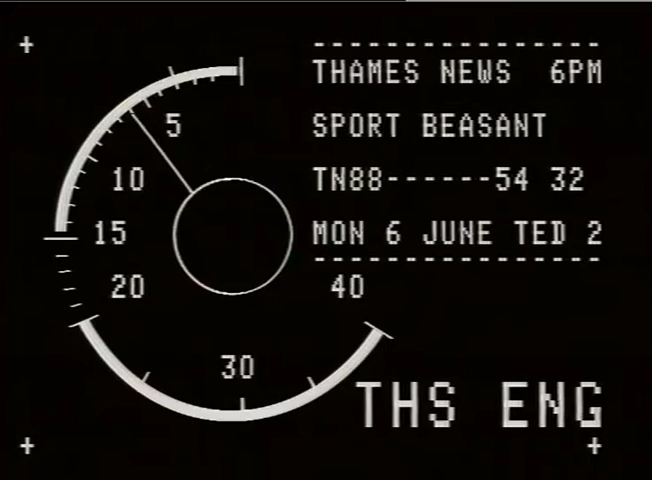 THAMES NEWS 6PM
SPORT BEASANT
TN88------54 32
MON 6 JUNE TED 2
5
10
15
20
30
40
THS ENG